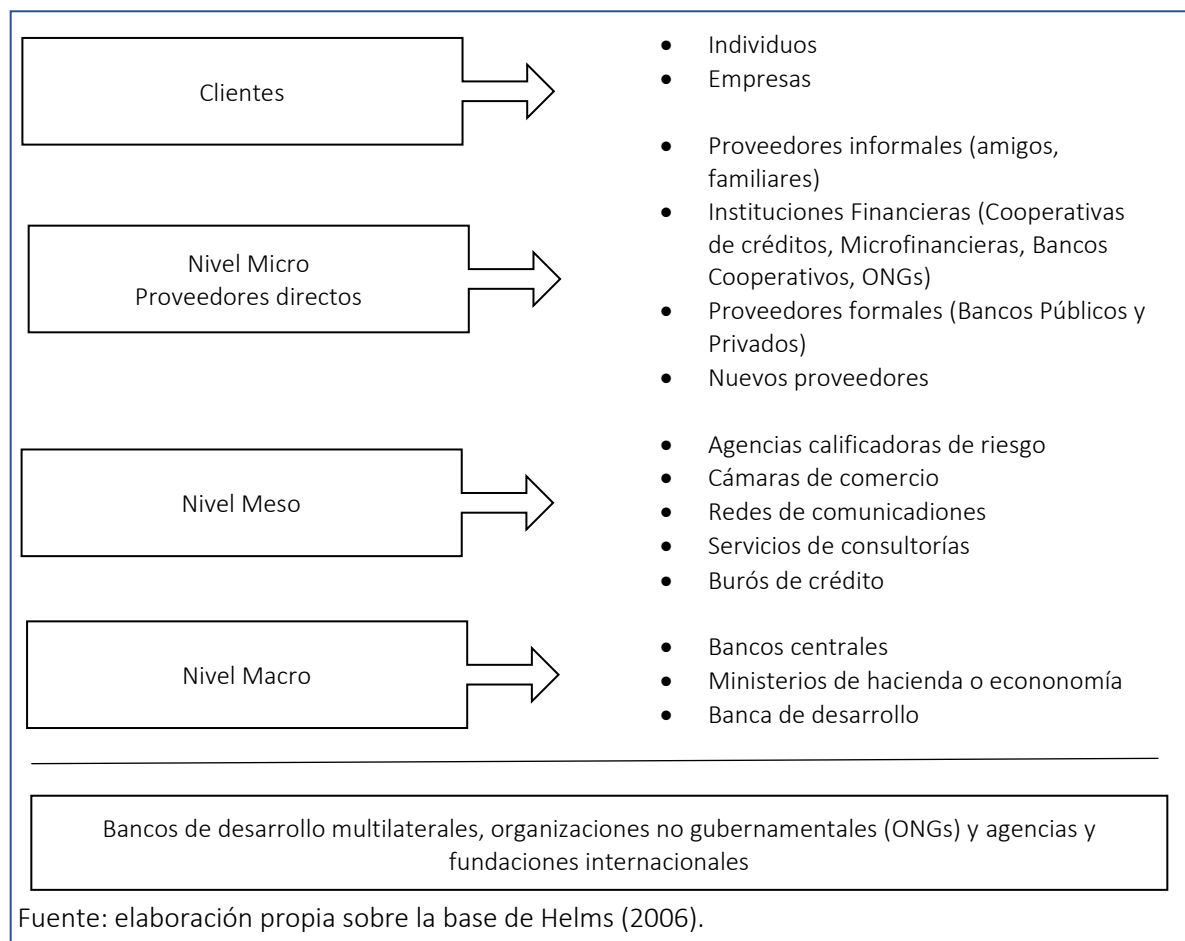 Clientes
• Individuos
• Empresas
Nivel Micro
Proveedores directos
• Proveedores informales (amigos,
familiares)
• Instituciones Financieras (Cooperativas
de créditos, Microfinancieras, Bancos
Cooperativos, ONGs)
• Proveedores formales (Bancos Públicos y
Privados)
• Nuevos proveedores
Nivel Meso
• Agencias calificadoras de riesgo
• Cámaras de comercio
• Redes de comunicadiones
• Servicios de consultorías
• Burós de crédito
Nivel Macro
• Bancos centrales
• Ministerios de hacienda o econonomía
• Banca de desarrollo
Bancos de desarrollo multilaterales, organizaciones no gubernamentales (ONGs) y agencias y
fundaciones internacionales
Fuente: elaboración propia sobre la base de Helms (2006).